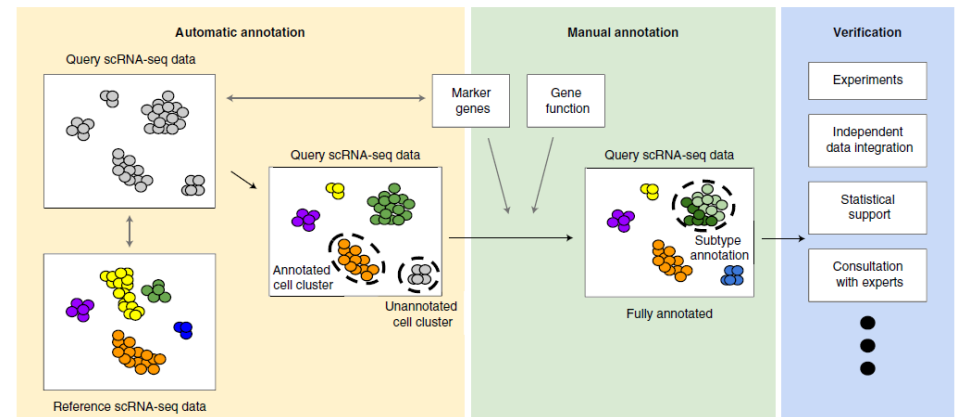 Automatic annotation
Manual annotation
Verification
Query scRNA-seq data
Marker
genes
Gene
function
Experiments
Independent
data integration
Query scRNA-seq data
Query scRNA-seq data
Statistical
support
Annotated
cell cluster
Subtype
annotation
Consultation
with experts
Unannotated
cell cluster
Fully annotated
Reference scRNA-seq data